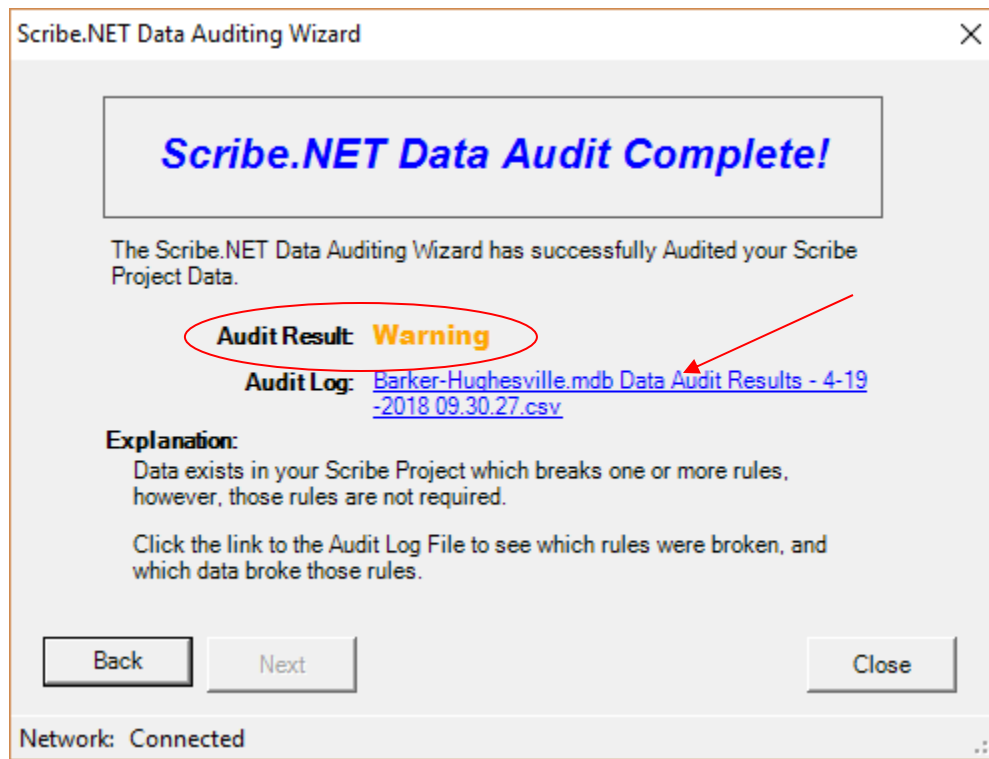 Scribe.NET Data Auditing Wizard
Scribe.NET Data Audit Complete!
The Scribe.NET Data Auditing Wizard has successfully Audited your Scribe
Project Data.
Audit Result: Warning
Audit Log: Barker-Hughesville.mdb Data Audit Results - 4-19
-2018 09.30.27.csv
Explanation:
Data exists in your Scribe Project which breaks one or more rules,
however, those rules are not required.
Click the link to the Audit Log File to see which rules were broken, and
which data broke those rules.
Back
Next
Close
Network: Connected